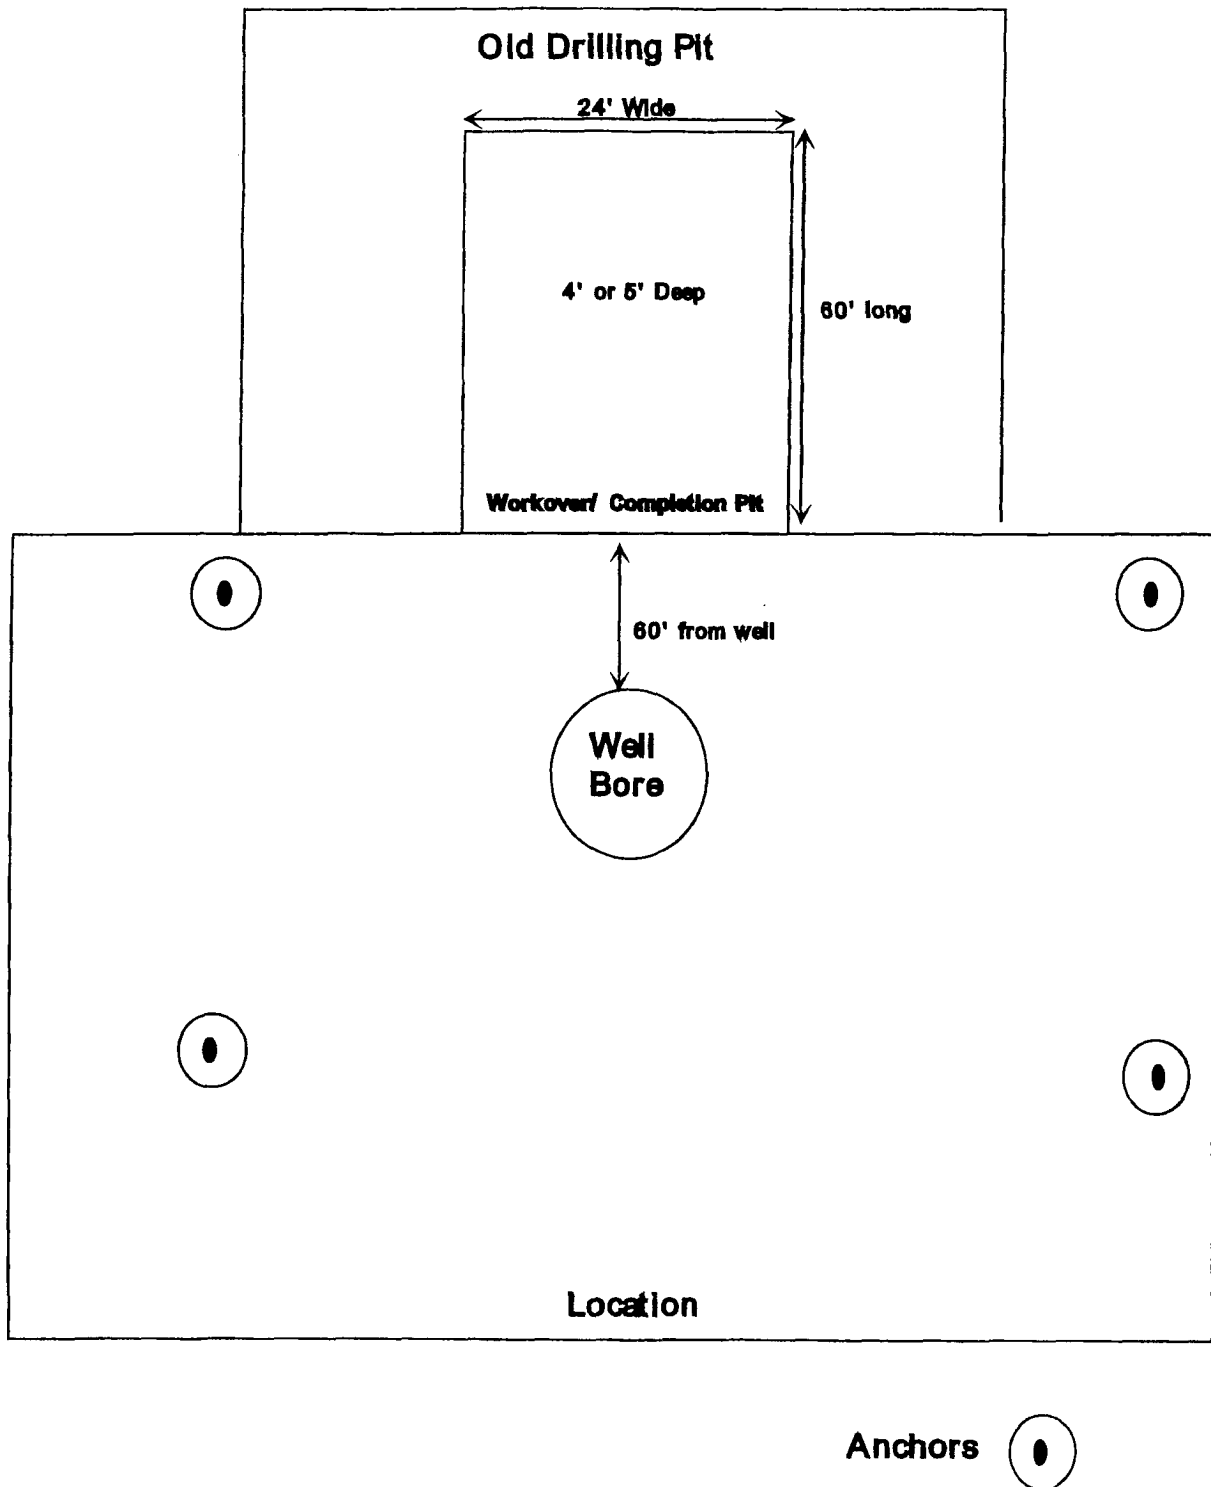 Old Drilling Pit
24' Wide
4' or 5' Deep
60' long
Workover/ Completion Pit
60' from well
Well
Bore
Location
Anchors